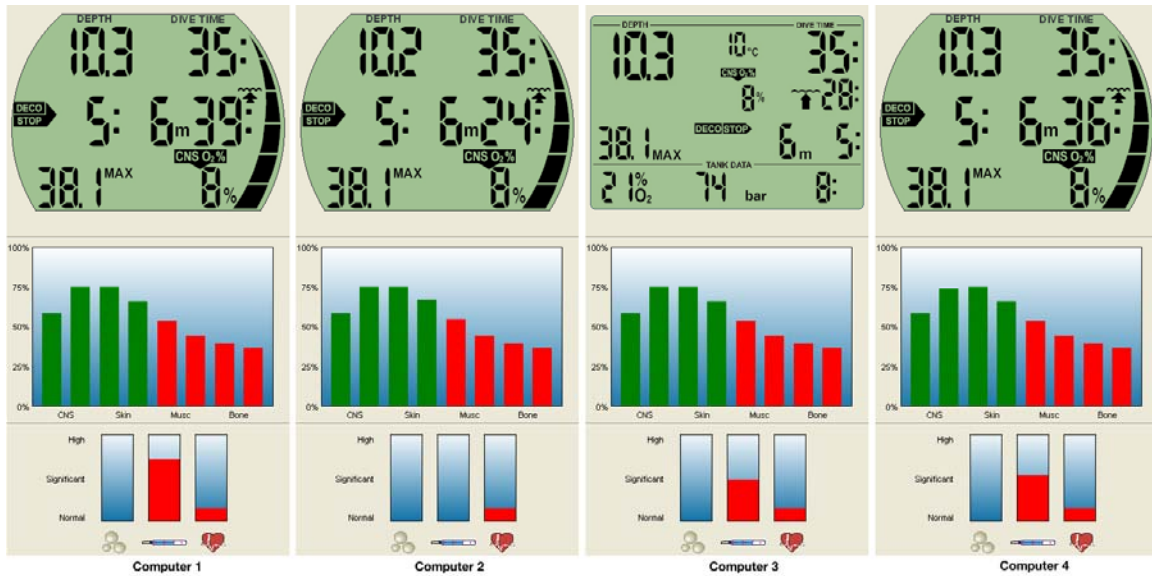 DEPTH DIVE TIME
10.3 35:
DECO STOP 5: 6m 39:
CNS O2%
38.1 MAX 8%
DEPTH DIVE TIME
10.2 35:
DECO STOP 5: 6m 24:
CNS O2%
38.1 MAX 8%
DEPTH DIVE TIME
10.3 10°C 35:
CNS O2%
8% 28:
38.1 MAX DECO STOP 6m 5:
TANK DATA
21% O2 74 bar 8:
DEPTH DIVE TIME
10.3 35:
DECO STOP 5: 6m 36:
CNS O2%
38.1 MAX 8%
100%
75%
50%
25%
0%
CNS Skin Musc Bone
100%
75%
50%
25%
0%
CNS Skin Musc Bone
100%
75%
50%
25%
0%
CNS Skin Musc Bone
100%
75%
50%
25%
0%
CNS Skin Musc Bone
High
Significant
Normal
High
Significant
Normal
High
Significant
Normal
High
Significant
Normal
Computer 1 Computer 2 Computer 3 Computer 4